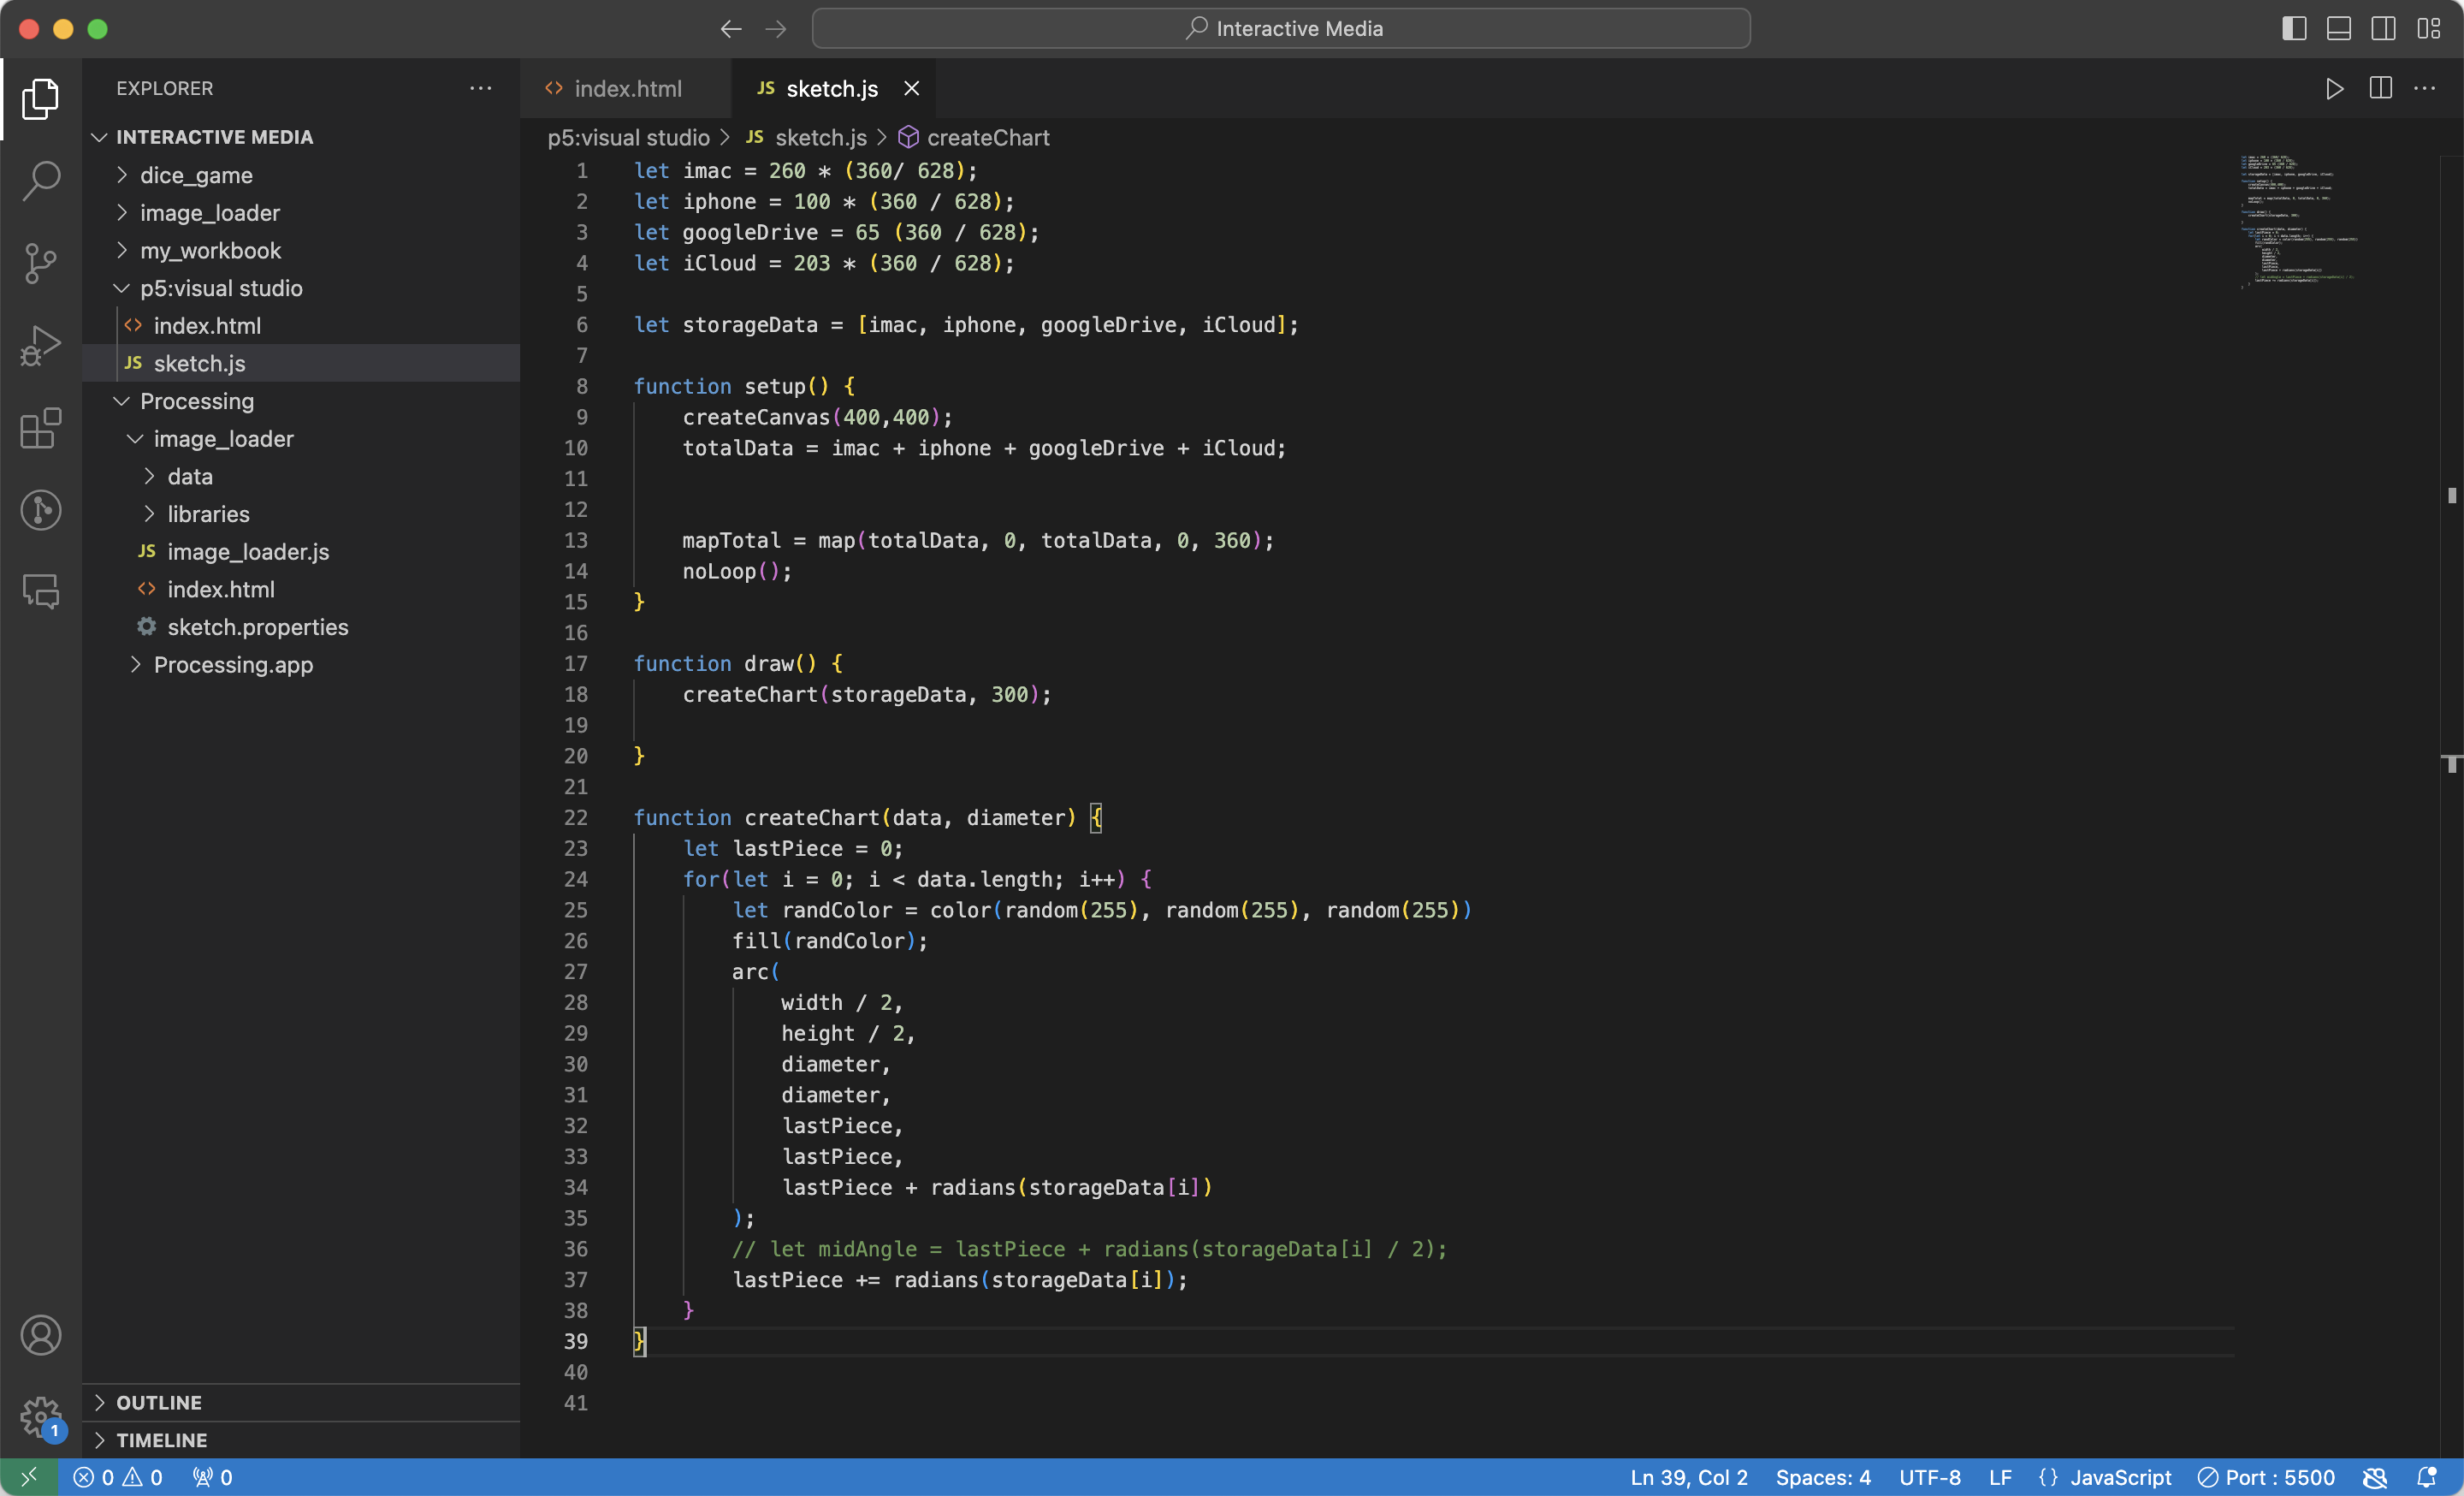 Interactive Media
EXPLORER
INTERACTIVE MEDIA
dice_game
image_loader
my_workbook
p5:visual studio
index.html
JS sketch.js
Processing
image_loader
data
libraries
JS image_loader.js
index.html
sketch.properties
Processing.app
OUTLINE
TIMELINE
1
index.html
JS sketch.js
p5:visual studio > JS sketch.js > createChart
1 let imac = 260 * (360/ 628);
2 let iphone = 100 * (360 / 628);
3 let googleDrive = 65 (360 / 628);
4 let iCloud = 203 * (360 / 628);
5
6 let storageData = [imac, iphone, googleDrive, iCloud];
7
8 function setup() {
9 createCanvas(400,400);
10 totalData = imac + iphone + googleDrive + iCloud;
11
12
13 mapTotal = map(totalData, 0, totalData, 0, 360);
14 noLoop();
15 }
16
17 function draw() {
18 createChart(storageData, 300);
19
20 }
21
22 function createChart(data, diameter) {
23 let lastPiece = 0;
24 for(let i = 0; i < data.length; i++) {
25 let randColor = color(random(255), random(255), random(255))
26 fill(randColor);
27 arc(
28 width / 2,
29 height / 2,
30 diameter,
31 diameter,
32 lastPiece,
33 lastPiece,
34 lastPiece + radians(storageData[i])
35 );
36 // let midAngle = lastPiece + radians(storageData[i] / 2);
37 lastPiece += radians(storageData[i]);
38 }
39 }
40
41
0 0 0
Ln 39, Col 2 Spaces: 4 UTF-8 LF {} JavaScript Port : 5500